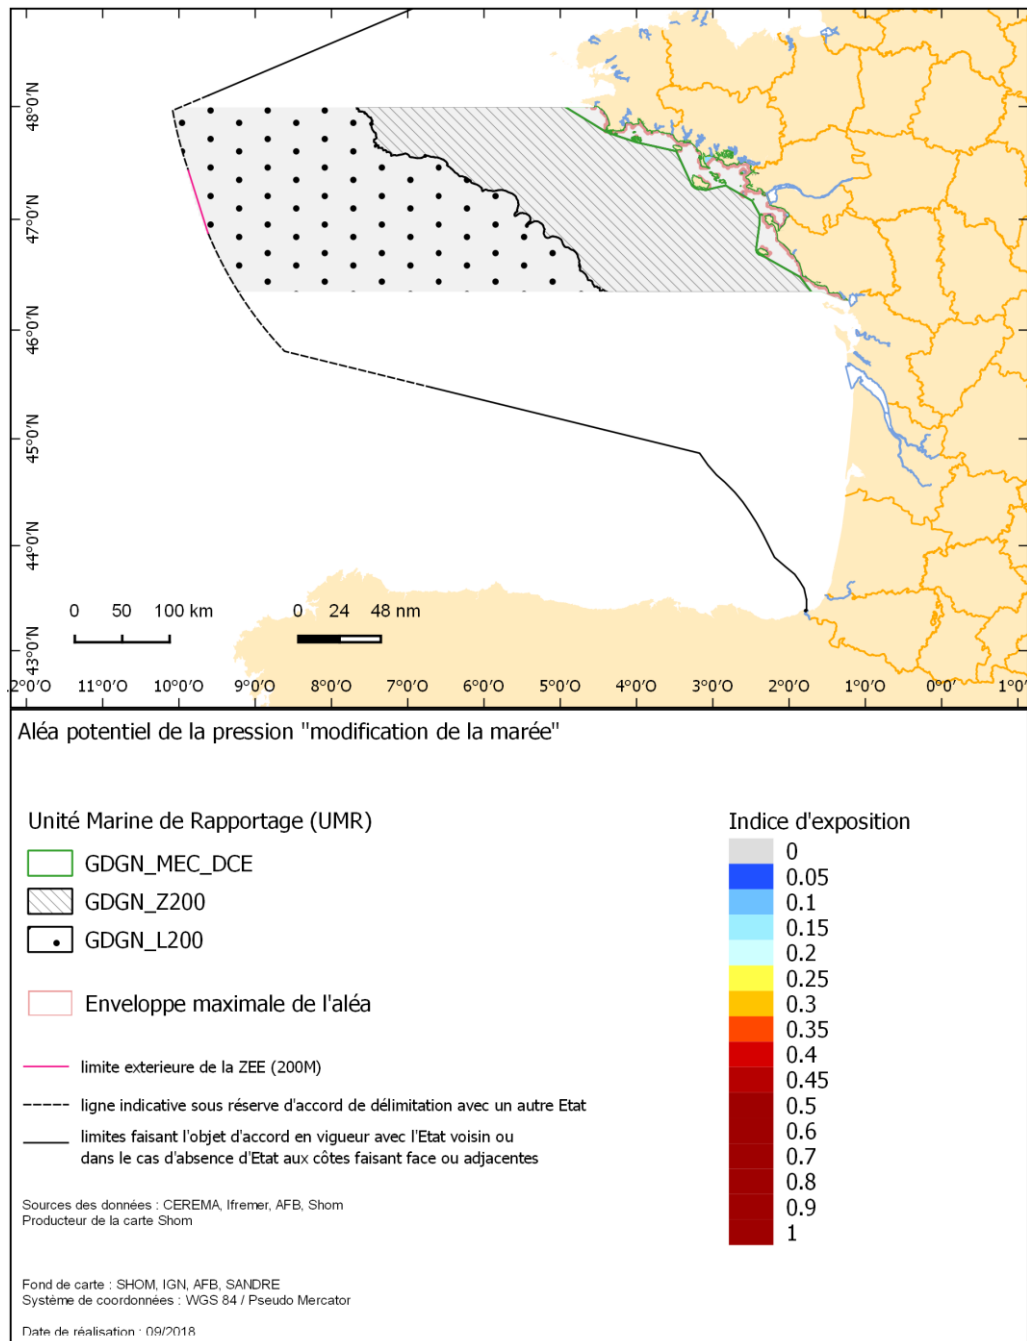 48°0'N
47°0'N
46°0'N
45°0'N
44°0'N
43°0'N
0 50 100 km
0 24 48 nm
12°0'O 11°0'O 10°0'O 9°0'O 8°0'O 7°0'O 6°0'O 5°0'O 4°0'O 3°0'O 2°0'O 1°0'O 0°0' 1°0'
Aléa potentiel de la pression "modification de la marée"
Unité Marine de Rapportage (UMR)
GDGN_MEC_DCE
GDGN_Z200
GDGN_L200
Enveloppe maximale de l'aléa
limite exterieure de la ZEE (200M)
ligne indicative sous réserve d'accord de délimitation avec un autre Etat
limites faisant l'objet d'accord en vigueur avec l'Etat voisin ou
dans le cas d'absence d'Etat aux côtes faisant face ou adjacentes
Sources des données : CEREMA, Ifremer, AFB, Shom
Producteur de la carte Shom
Fond de carte : SHOM, IGN, AFB, SANDRE
Système de coordonnées : WGS 84 / Pseudo Mercator
Date de réalisation : 09/2018
Indice d'exposition
0
0.05
0.1
0.15
0.2
0.25
0.3
0.35
0.4
0.45
0.5
0.6
0.7
0.8
0.9
1